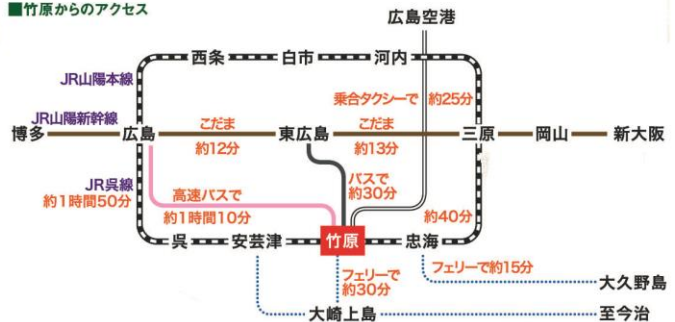 ■竹原からのアクセス
広島空港
西条
白市
河内
JR山陽本線
乗合タクシーで 約25分
JR山陽新幹線
こだま
こだま
博多
広島
東広島
三原
岡山
新大阪
約12分
約13分
JR呉線
約1時間50分
高速バスで
約1時間10分
バスで
約30分
約40分
呉
安芸津
竹原
忠海
フェリーで
約30分
フェリーで約15分
大久野島
大崎上島
至今治